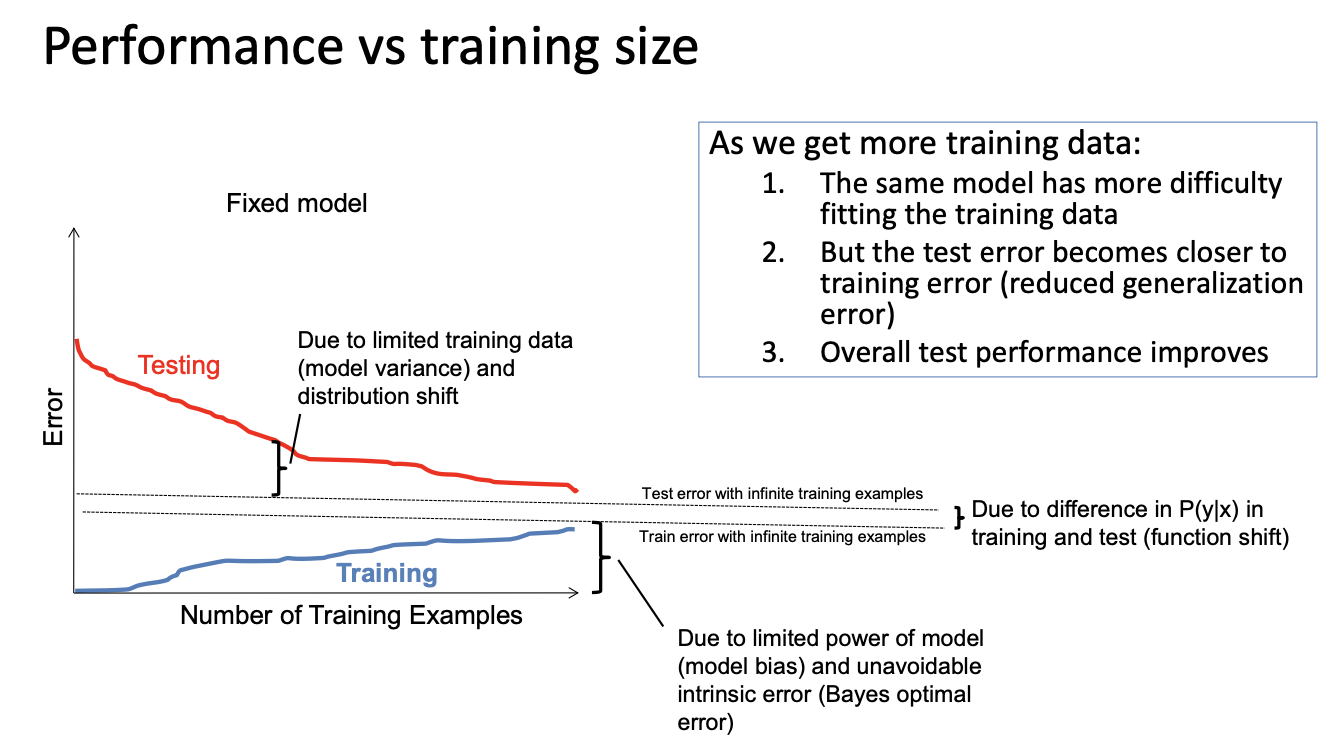 Performance vs training size
As we get more training data:
1. The same model has more difficulty
fitting the training data
2. But the test error becomes closer to
training error (reduced generalization
error)
3. Overall test performance improves
Fixed model
Due to limited training data
(model variance) and
distribution shift
Testing
Error
Test error with infinite training examples
Train error with infinite training examples
} Due to difference in P(y|x) in
training and test (function shift)
Training
Number of Training Examples
Due to limited power of model
(model bias) and unavoidable
intrinsic error (Bayes optimal
error)